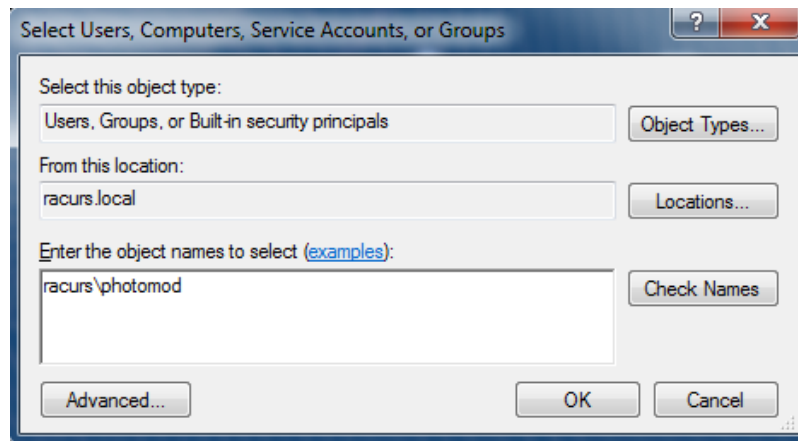 Select Users, Computers, Service Accounts, or Groups
Select this object type:
Users, Groups, or Built-in security principals
Object Types...
From this location:
racurs.local
Locations...
Enter the object names to select (examples):
racurs\photomod
Check Names
Advanced...
OK
Cancel